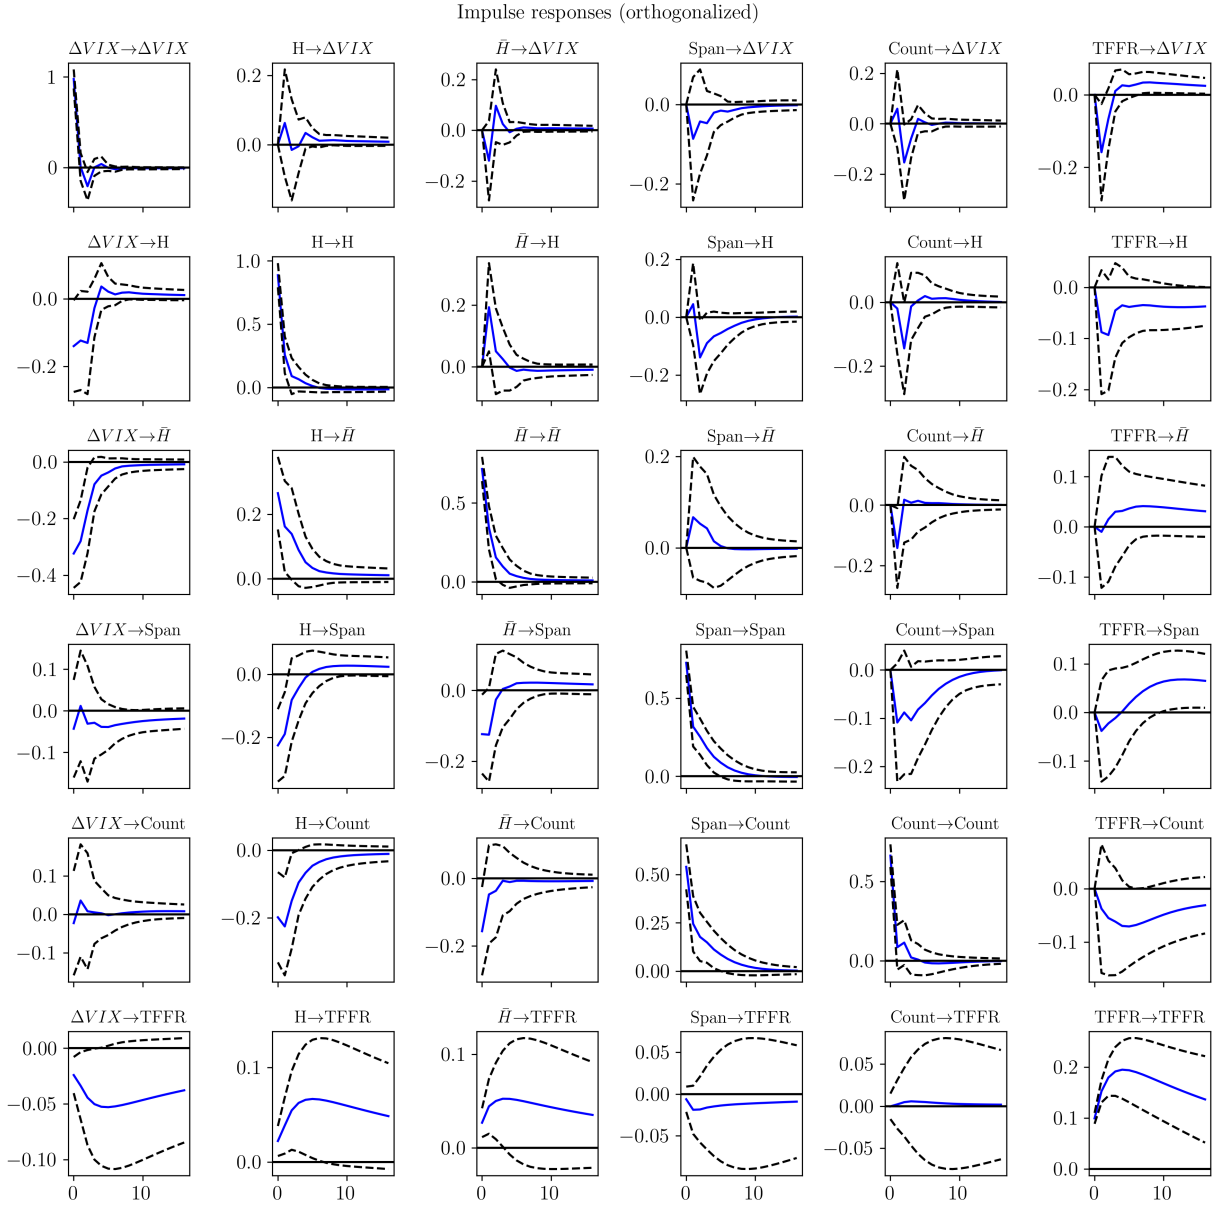 Impulse responses (orthogonalized)
ΔVIX→ΔVIX H→ΔVIX H̄→ΔVIX Span→ΔVIX Count→ΔVIX TFFR→ΔVIX
1 0
0.2 0.0
0.2 0.0 −0.2
0.0 −0.2
0.2 0.0 −0.2
0.0 −0.2
ΔVIX→H H→H H̄→H Span→H Count→H TFFR→H
0.0 −0.2
1.0 0.5 0.0
0.2 0.0
0.2 0.0 −0.2
0.0 −0.2
0.0 −0.1 −0.2
ΔVIX→H̄ H→H̄ H̄→H̄ Span→H̄ Count→H̄ TFFR→H̄
0.0 −0.2 −0.4
0.2 0.0
0.5 0.0
0.2 0.0
0.0 −0.2
0.1 0.0 −0.1
ΔVIX→Span H→Span H̄→Span Span→Span Count→Span TFFR→Span
0.1 0.0 −0.1
0.0 −0.2
0.0 −0.2
0.5 0.0
0.0 −0.1 −0.2
0.1 0.0 −0.1
ΔVIX→Count H→Count H̄→Count Span→Count Count→Count TFFR→Count
0.1 0.0 −0.1
0.0 −0.2
0.0 −0.2
0.50 0.25 0.00
0.5 0.0
0.0 −0.1
ΔVIX→TFFR H→TFFR H̄→TFFR Span→TFFR Count→TFFR TFFR→TFFR
0.00 −0.05 −0.10
0.1 0.0
0.1 0.0
0.05 0.00 −0.05
0.05 0.00 −0.05
0.2 0.1 0.0
0 10 0 10 0 10 0 10 0 10 0 10